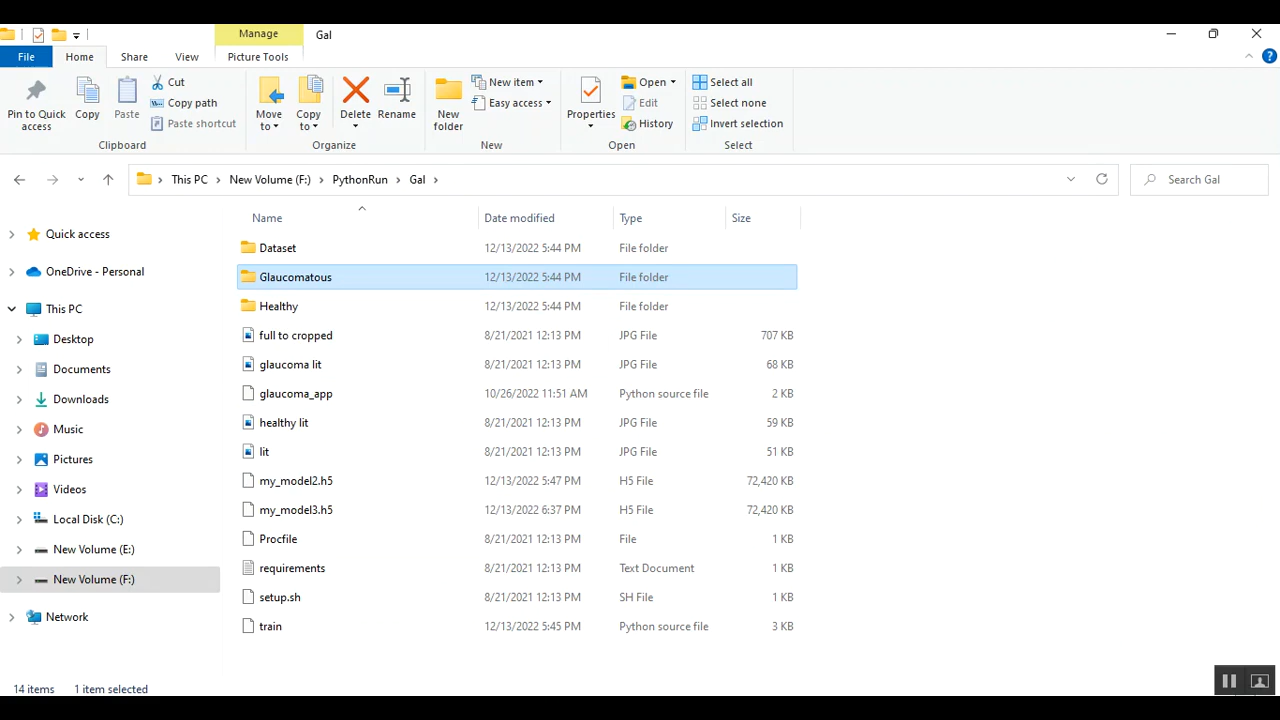 Manage
Gal
File
Home
Share
View
Picture Tools
Pin to Quick access
Copy
Paste
Cut
Copy path
Paste shortcut
Clipboard
Move to
Copy to
Delete
Rename
Organize
New folder
New item
Easy access
New
Properties
Open
Edit
History
Open
Select all
Select none
Invert selection
Select
This PC > New Volume (F:) > PythonRun > Gal >
Search Gal
Quick access
OneDrive - Personal
This PC
Desktop
Documents
Downloads
Music
Pictures
Videos
Local Disk (C:)
New Volume (E:)
New Volume (F:)
Network
Name Date modified Type Size
Dataset 12/13/2022 5:44 PM File folder
Glaucomatous 12/13/2022 5:44 PM File folder
Healthy 12/13/2022 5:44 PM File folder
full to cropped 8/21/2021 12:13 PM JPG File 707 KB
glaucoma lit 8/21/2021 12:13 PM JPG File 68 KB
glaucoma_app 10/26/2022 11:51 AM Python source file 2 KB
healthy lit 8/21/2021 12:13 PM JPG File 59 KB
lit 8/21/2021 12:13 PM JPG File 51 KB
my_model2.h5 12/13/2022 5:47 PM H5 File 72,420 KB
my_model3.h5 12/13/2022 6:37 PM H5 File 72,420 KB
Procfile 8/21/2021 12:13 PM File 1 KB
requirements 8/21/2021 12:13 PM Text Document 1 KB
setup.sh 8/21/2021 12:13 PM SH File 1 KB
train 12/13/2022 5:45 PM Python source file 3 KB
14 items 1 item selected